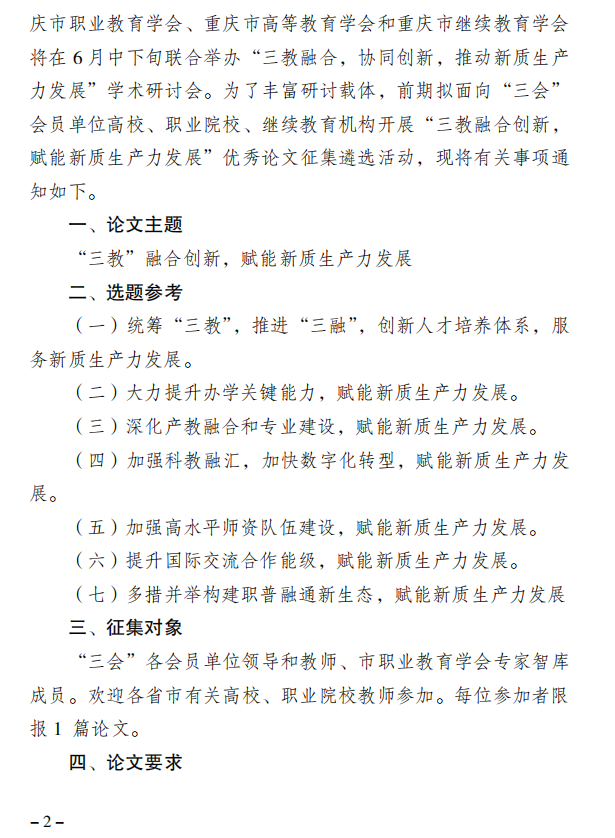 庆市职业教育学会、重庆市高等教育学会和重庆市继续教育学会
将在 6 月中下旬联合举办“三教融合，协同创新，推动新质生产
力发展”学术研讨会。为了丰富研讨载体，前期拟面向“三会”
会员单位高校、职业院校、继续教育机构开展“三教融合创新，
赋能新质生产力发展”优秀论文征集遴选活动，现将有关事项通
知如下。
一、论文主题
“三教”融合创新，赋能新质生产力发展
二、选题参考
（一）统筹“三教”，推进“三融”，创新人才培养体系，服
务新质生产力发展。
（二）大力提升办学关键能力，赋能新质生产力发展。
（三）深化产教融合和专业建设，赋能新质生产力发展。
（四）加强科教融汇，加快数字化转型，赋能新质生产力发
展。
（五）加强高水平师资队伍建设，赋能新质生产力发展。
（六）提升国际交流合作能级，赋能新质生产力发展。
（七）多措并举构建职普融通新生态，赋能新质生产力发展
三、征集对象
“三会”各会员单位领导和教师、市职业教育学会专家智库
成员。欢迎各省市有关高校、职业院校教师参加。每位参加者限
报 1 篇论文。
四、论文要求
－2－